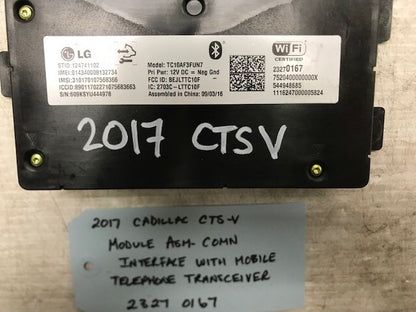 LG
STID:124741102
IMEI:014340008132734
IMSI:310170107568366
ICCID:89011702271075683663
S/N:609KSYU444978
Model: TC10AF3FUN7
Pri Pwr: 12V DC = Neg Gnd
FCC ID: BEJLTTC10F
IC: 2703C-LTTC10F
Assembled in China! 09/03/16
Wi Fi
CERTIFIED
23270167
7520400000000X
544948685
1116247000005824
2017 CTSV
2017 CADILLAC CTS-V
MODULE ASM-COMN
INTERFACE WITH MOBILE
TELEPHONE TRANSCEIVER
2327 0167